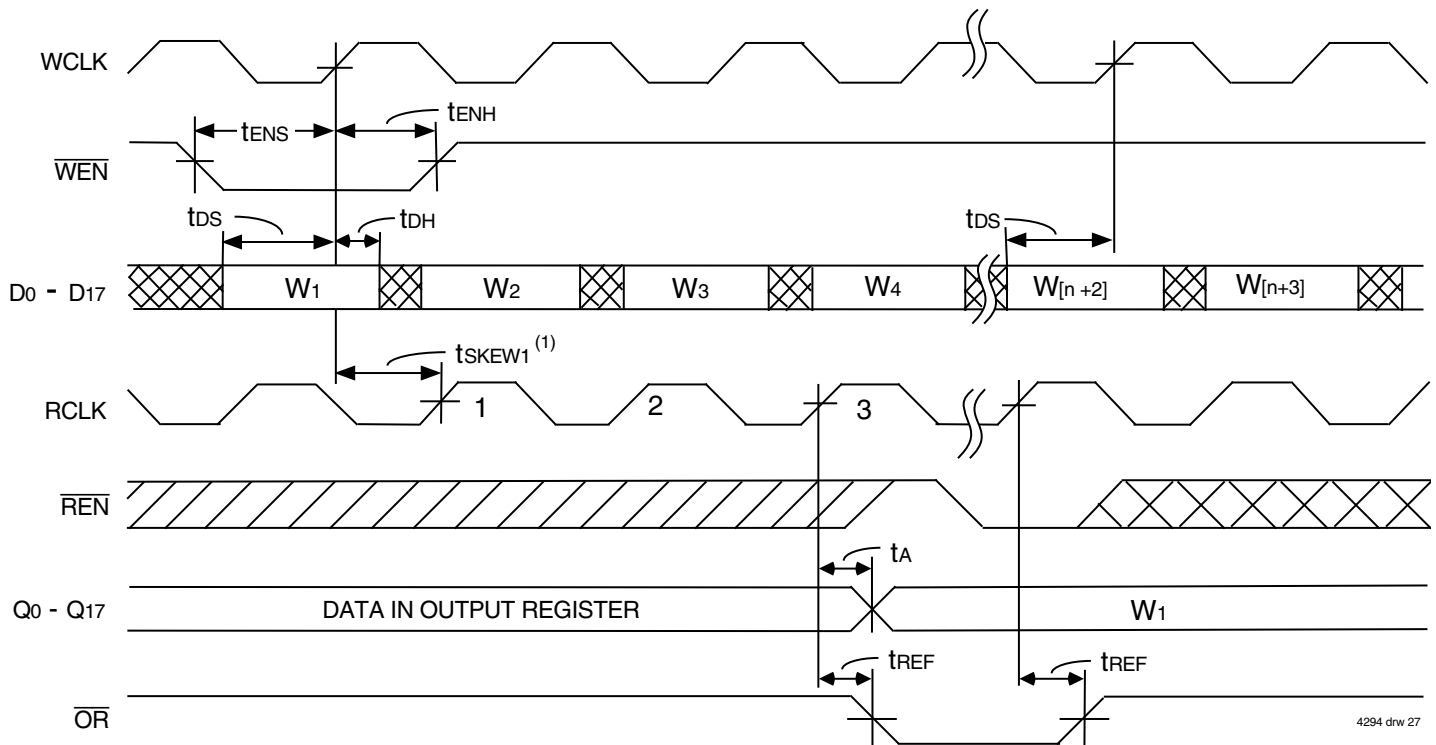 WCLK
tENS
tENH
WEN
tDS
tDH
tDS
D0 - D17
W1
W2
W3
W4
W[n +2]
W[n+3]
tSKEW1 (1)
RCLK
1
2
3
REN
tA
Q0 - Q17
DATA IN OUTPUT REGISTER
W1
tREF
tREF
OR
4294 drw 27